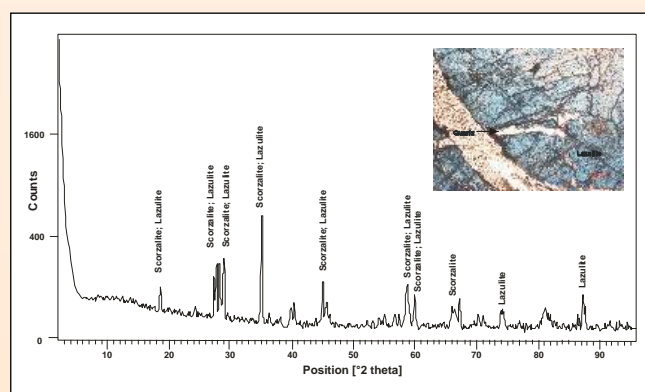 1600
400
0
Counts
10
20
30
40
50
60
70
80
90
Position [°2 theta]
Scorzalite; Lazulite
Scorzalite; Lazulite
Scorzalite; Lazulite
Scorzalite; Lazulite
Scorzalite; Lazulite
Scorzalite; Lazulite
Scorzalite; Lazulite
Scorzalite
Lazulite
Lazulite
Quartz
Lazulite